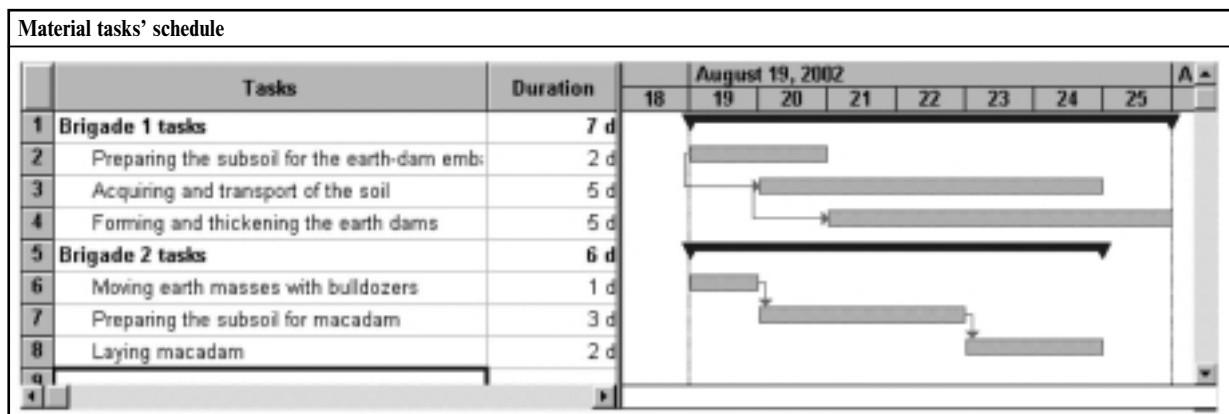 Material tasks' schedule
Tasks Duration August 19, 2002 A
18 19 20 21 22 23 24 25
1 Brigade 1 tasks 7 d
2 Preparing the subsoil for the earth-dam emb: 2 d
3 Acquiring and transport of the soil 5 d
4 Forming and thickening the earth dams 5 d
5 Brigade 2 tasks 6 d
6 Moving earth masses with bulldozers 1 d
7 Preparing the subsoil for macadam 3 d
8 Laying macadam 2 d
9